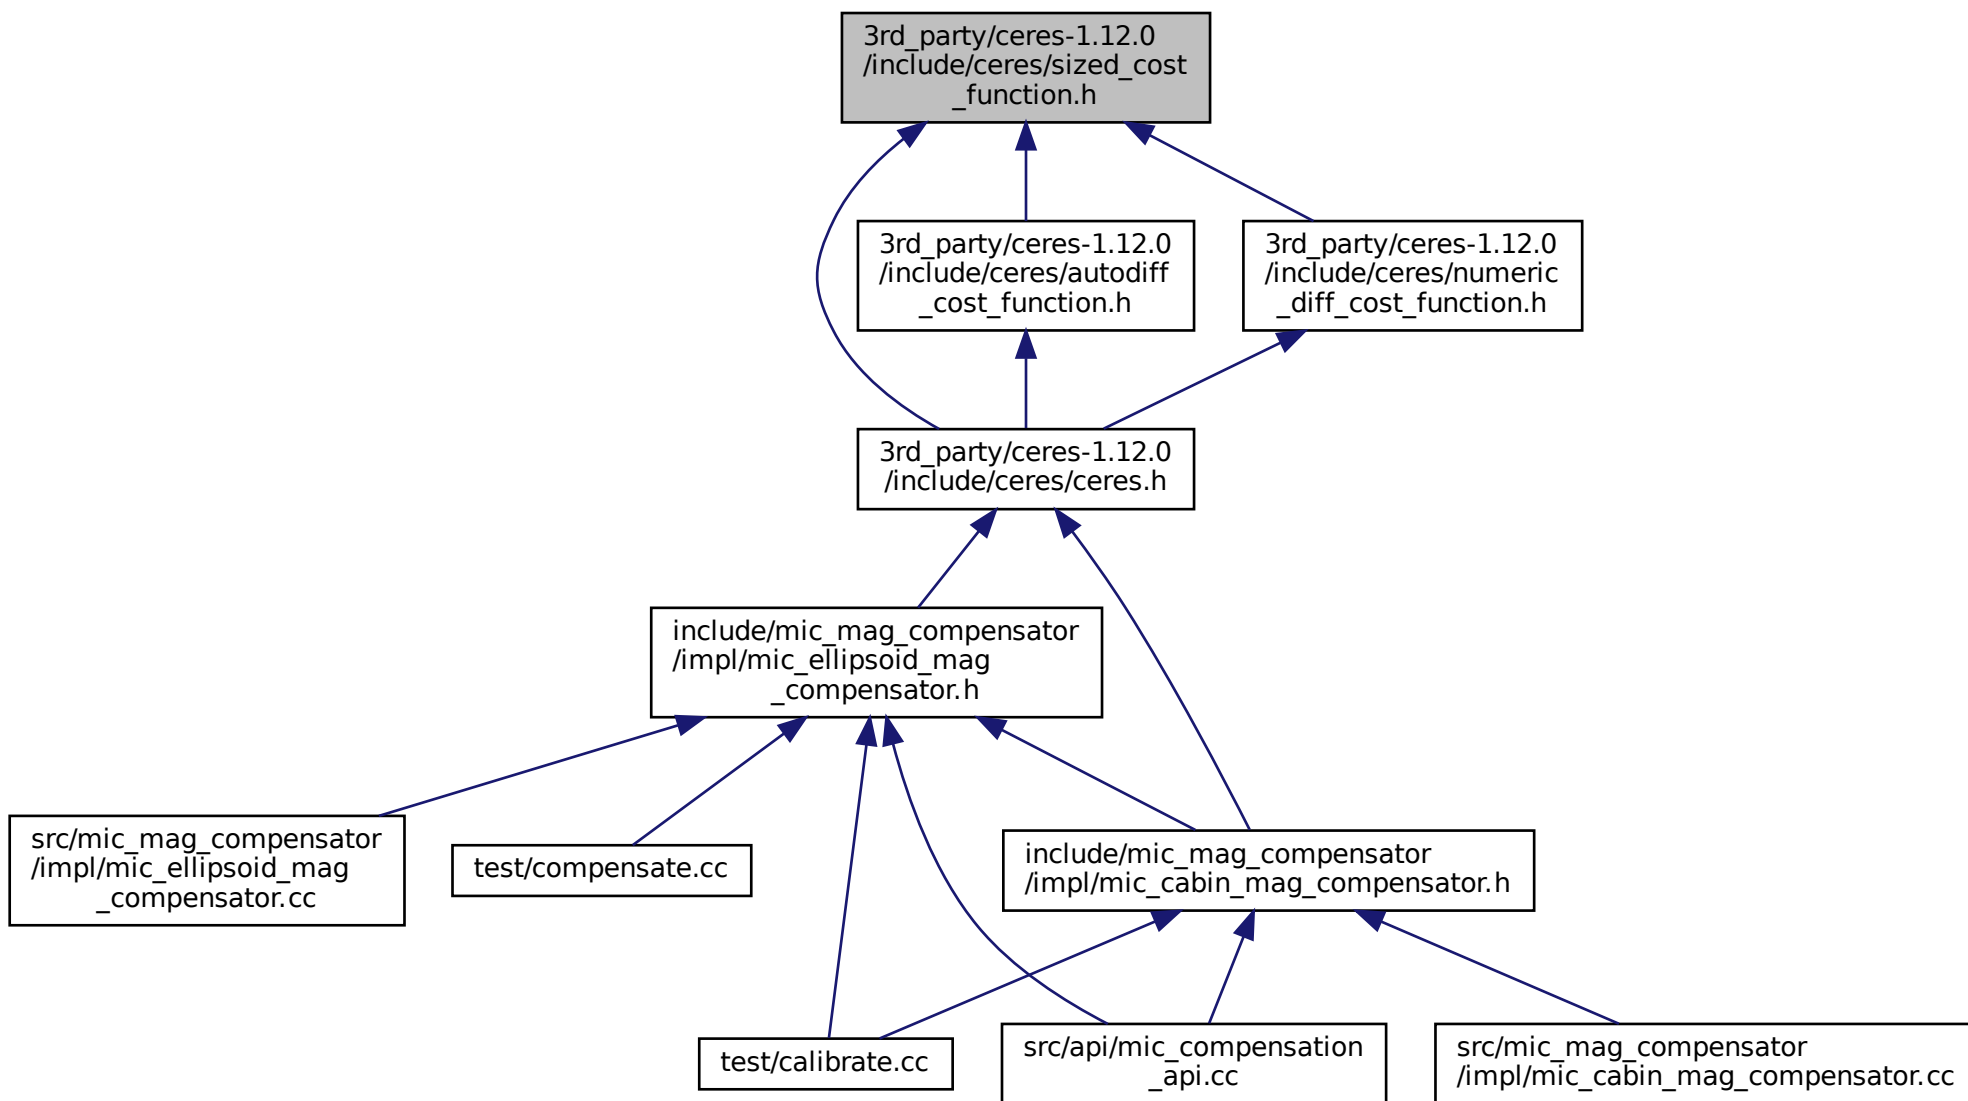 3rd_party/ceres-1.12.0
/include/ceres/sized_cost
_function.h
3rd_party/ceres-1.12.0
/include/ceres/autodiff
_cost_function.h
3rd_party/ceres-1.12.0
/include/ceres/numeric
_diff_cost_function.h
3rd_party/ceres-1.12.0
/include/ceres/ceres.h
include/mic_mag_compensator
/impl/mic_ellipsoid_mag
_compensator.h
src/mic_mag_compensator
/impl/mic_ellipsoid_mag
_compensator.cc
test/compensate.cc
include/mic_mag_compensator
/impl/mic_cabin_mag_compensator.h
test/calibrate.cc
src/api/mic_compensation
_api.cc
src/mic_mag_compensator
/impl/mic_cabin_mag_compensator.cc